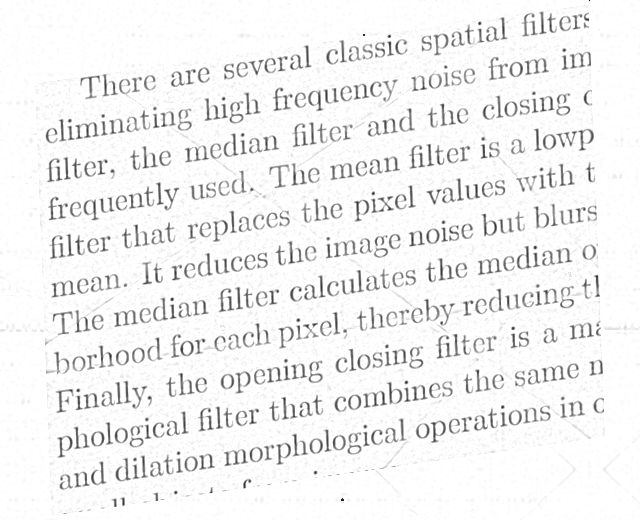 There are several classic spatial filters
eliminating high frequency noise from im
filter, the median filter and the closing
frequently used. The mean filter is a lowp
filter that replaces the pixel values with t
mean. It reduces the image noise but blurs
The median filter calculates the median o
borhood for each pixel, thereby reducing
Finally, the opening closing filter is a ma
phological filter that combines the same
and dilation morphological operations in